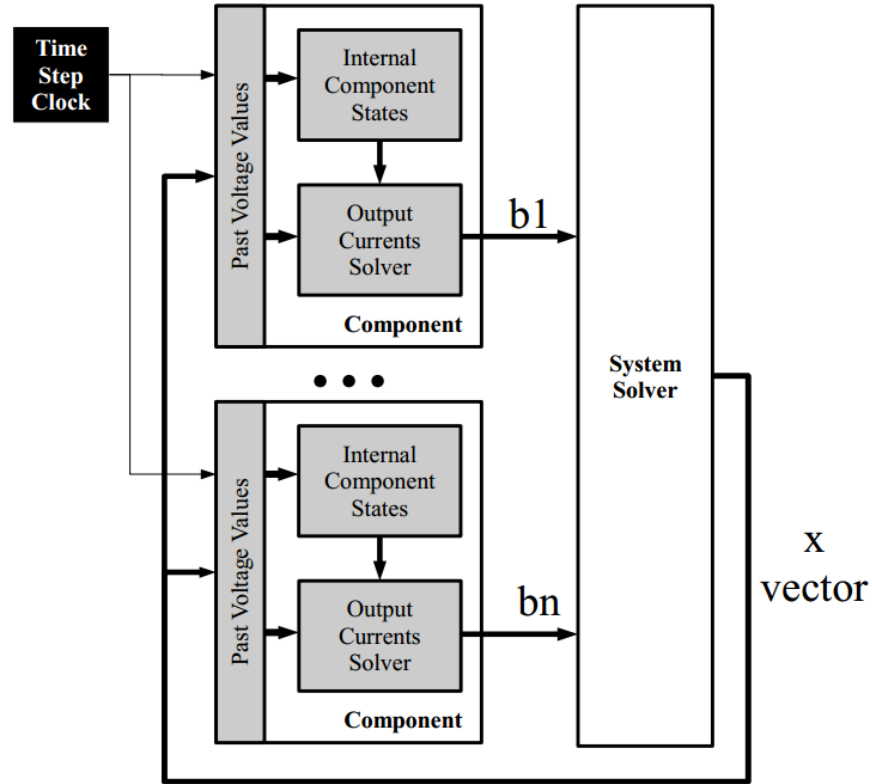 Time
Step
Clock
Past Voltage Values
Internal
Component
States
Output
Currents
Solver
Component
b1
System
Solver
Past Voltage Values
Internal
Component
States
Output
Currents
Solver
Component
bn
x
vector